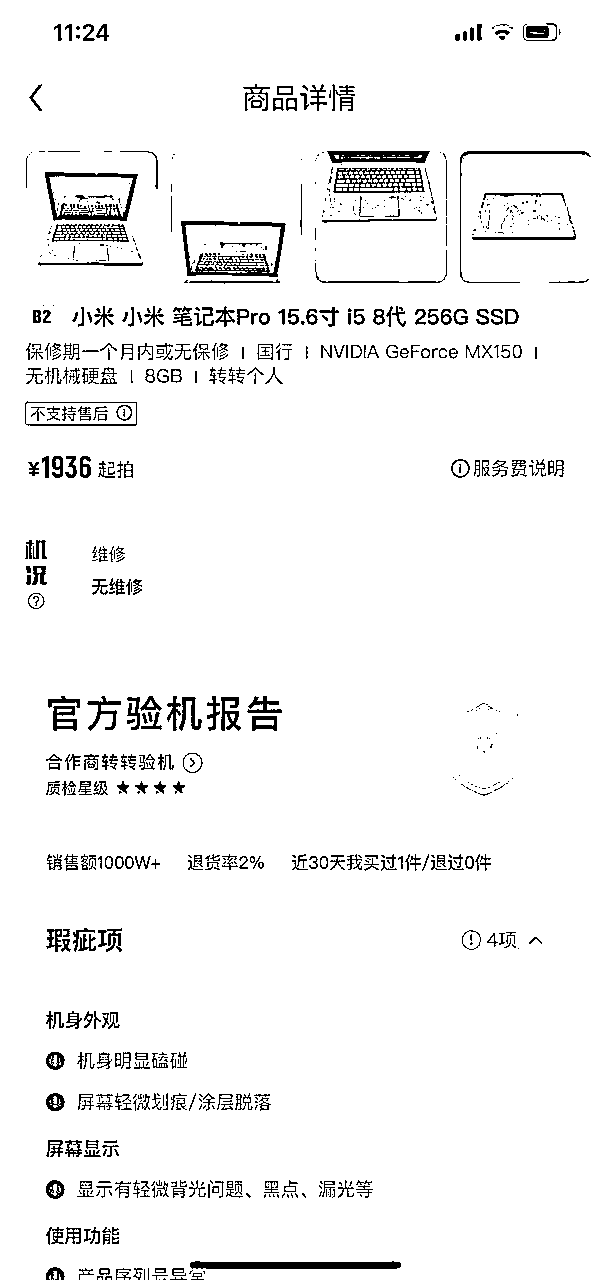 11:24
商品详情
B2 小米 小米 笔记本Pro 15.6寸 i5 8代 256G SSD
保修期一个月内或无保修 | 国行 | NVIDIA GeForce MX150 |
无机械硬盘 | 8GB | 转转个人
不支持售后
¥1936 起拍
服务费说明
机况
维修
无维修
官方验机报告
合作商转转验机
质检星级 ★★★★
销售额1000W+ 退货率2% 近30天我买过1件/退过0件
瑕疵项
4项
机身外观
机身明显磕碰
屏幕轻微划痕/涂层脱落
屏幕显示
显示有轻微背光问题、黑点、漏光等
使用功能
产品序列号异常